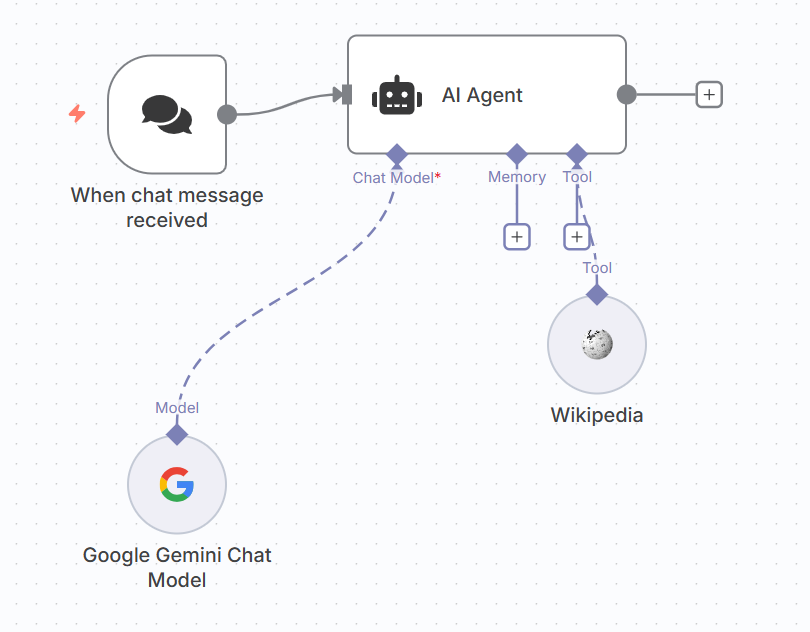 AI Agent
Chat Model*
Memory
Tool
When chat message
received
Tool
Wikipedia
Model
Google Gemini Chat
Model